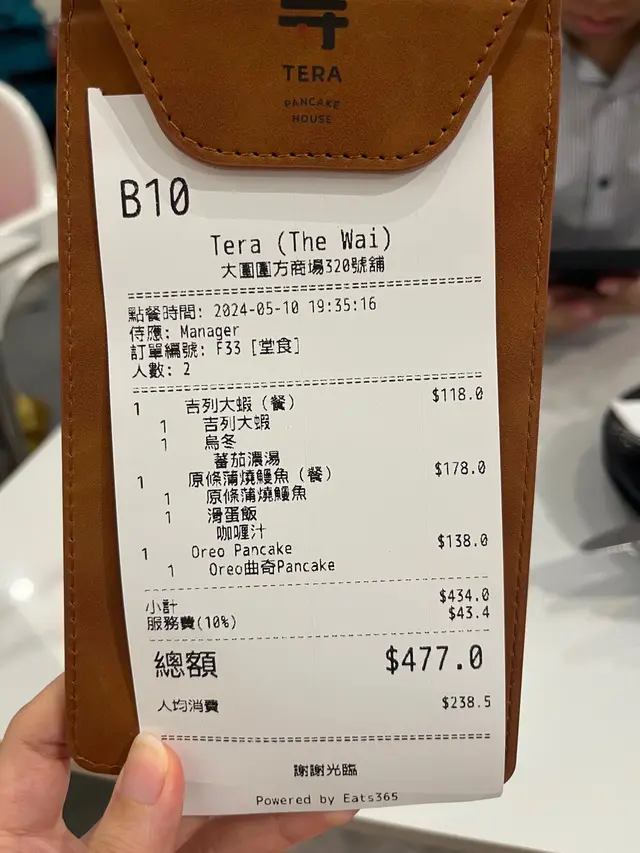 TERA
PANCAKE
HOUSE
B10
Tera (The Wai)
大圍圍方商場320號舖
點餐時間: 2024-05-10 19:35:16
侍應: Manager
訂單編號: F33 [堂食]
人數: 2
1 吉列大蝦 (餐) $118.0
1 吉列大蝦
1 烏冬
蕃茄濃湯
1 原條蒲燒鰻魚 (餐) $178.0
1 原條蒲燒鰻魚
1 滑蛋飯
咖喱汁
1 Oreo Pancake $138.0
1 Oreo曲奇Pancake
小計 $434.0
服務費(10%) $43.4
總額 $477.0
人均消費 $238.5
謝謝光臨
Powered by Eats365